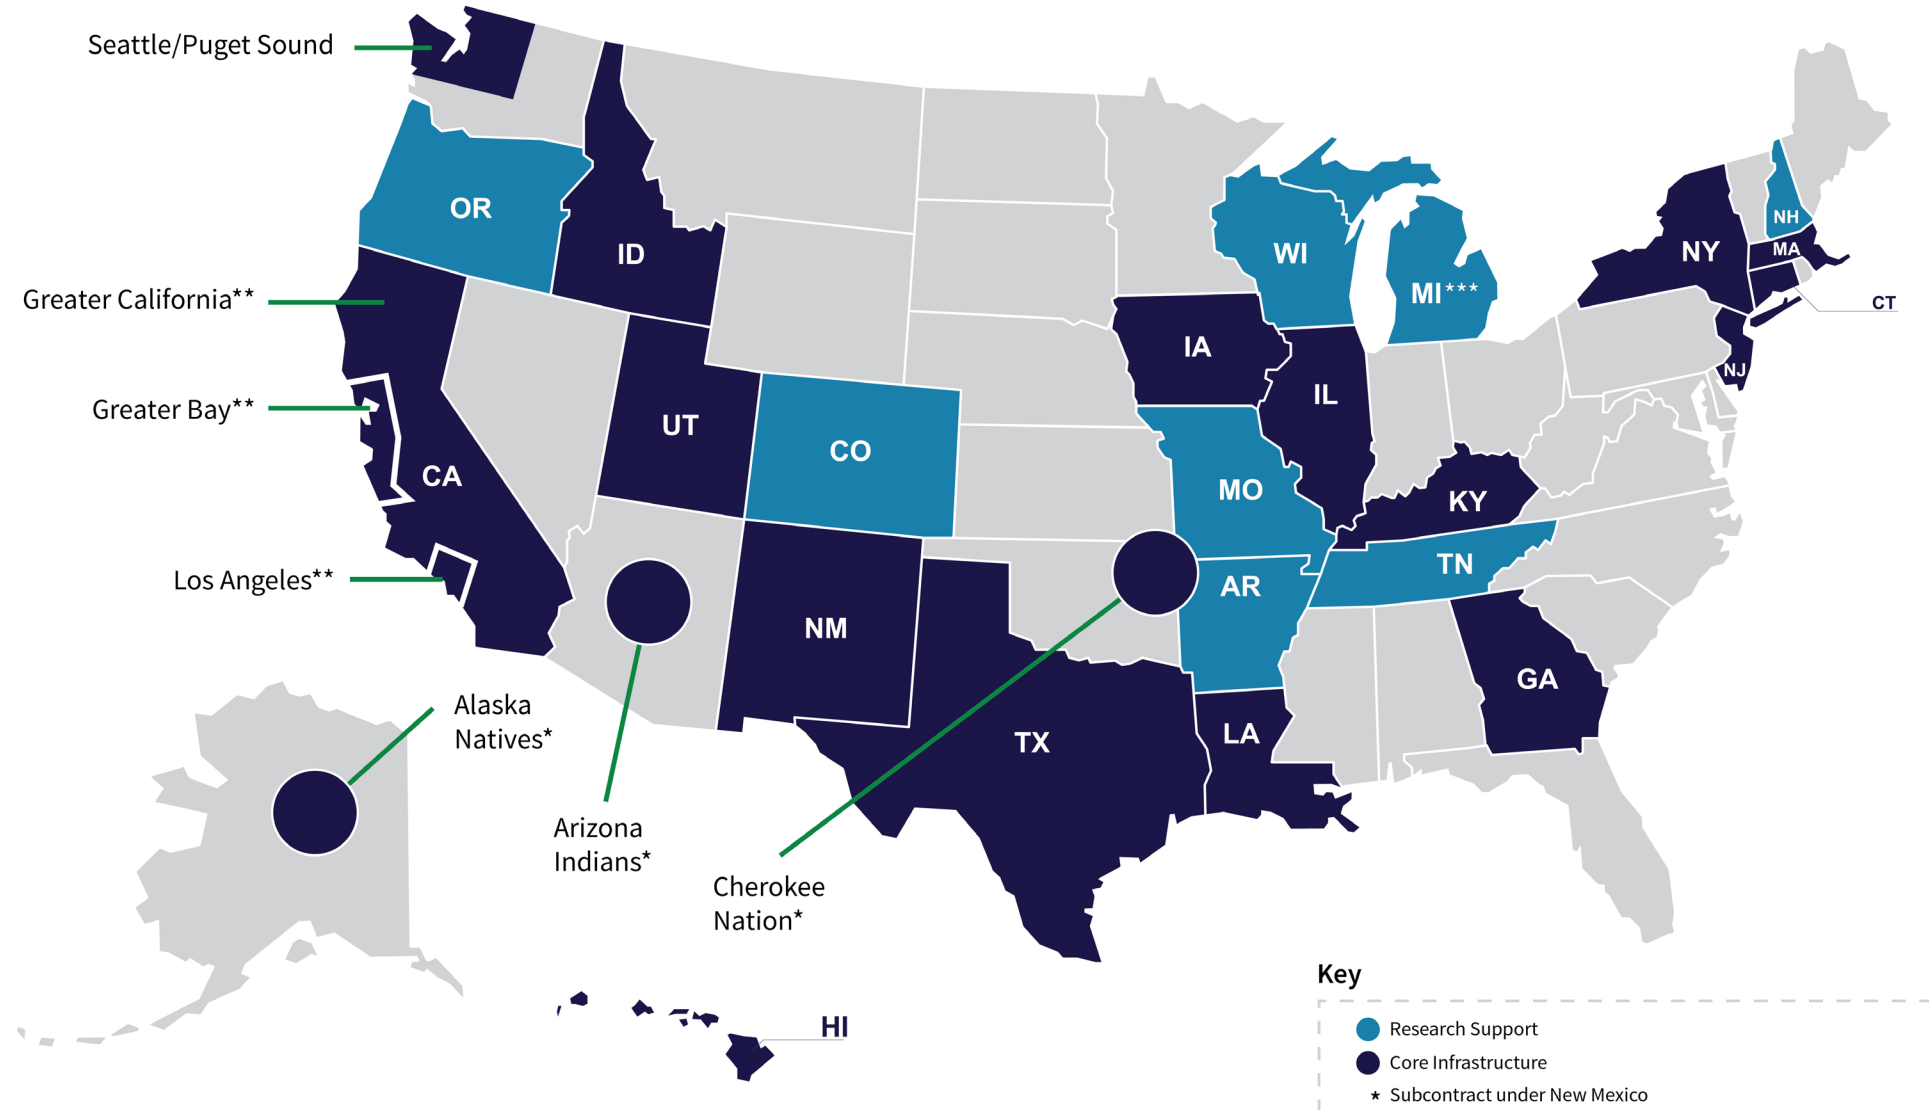 Seattle/Puget Sound
OR
ID
WI
MI***
NY
NH
MA
CT
NJ
Greater California**
Greater Bay**
CA
Los Angeles**
UT
CO
IA
IL
MO
KY
TN
AR
NM
TX
LA
GA
Alaska
Natives*
Arizona
Indians*
Cherokee
Nation*
HI
Key
Research Support
Core Infrastructure
* Subcontract under New Mexico